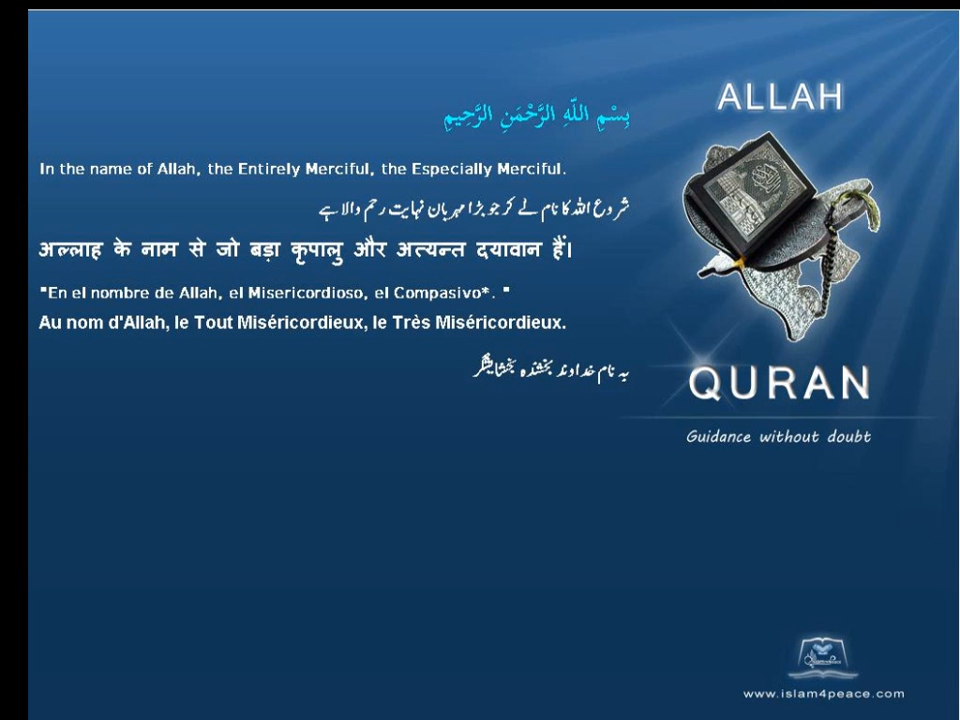 بِسْمِ اللَّهِ الرَّحْمَنِ الرَّحِيمِ
In the name of Allah, the Entirely Merciful, the Especially Merciful.
شروع الله کا نام لے کر جو بڑا مہربان نہایت رحم والا ہے
अल्लाह के नाम से जो बड़ा कृपालु और अत्यन्त दयावान हैं।
"En el nombre de Allah, el Misericordioso, el Compasivo*. "
Au nom d'Allah, le Tout Miséricordieux, le Très Miséricordieux.
به نام خداوند بخشنده بخشایشگر
ALLAH
QURAN
Guidance without doubt
www.islam4peace.com